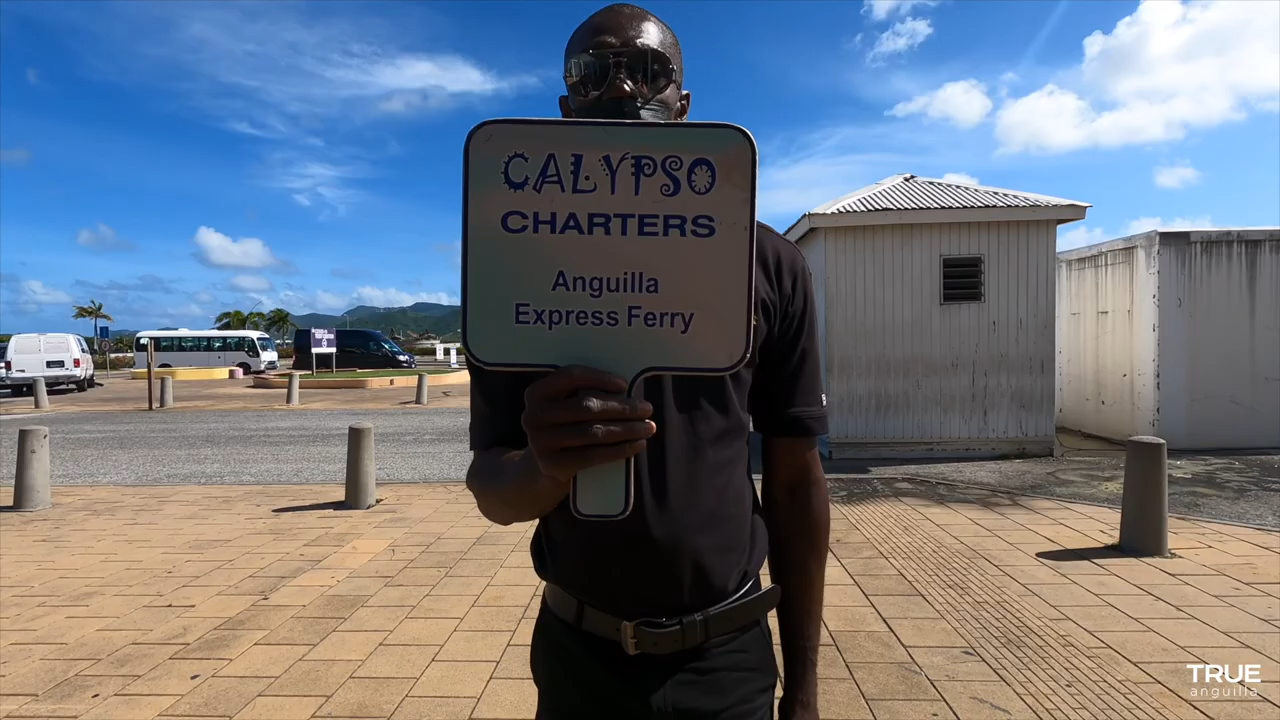 CALYPSO
CHARTERS
Anguilla
Express Ferry
TRUE
anguilla